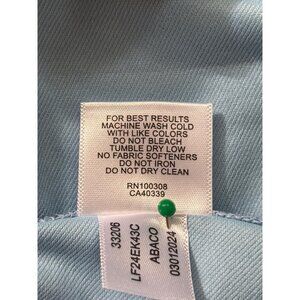 FOR BEST RESULTS
MACHINE WASH COLD
WITH LIKE COLORS
DO NOT BLEACH
TUMBLE DRY LOW
NO FABRIC SOFTENERS
DO NOT IRON
DO NOT DRY CLEAN
RN100308
CA40339
33206
LF24EK43C
ABACO
03012024